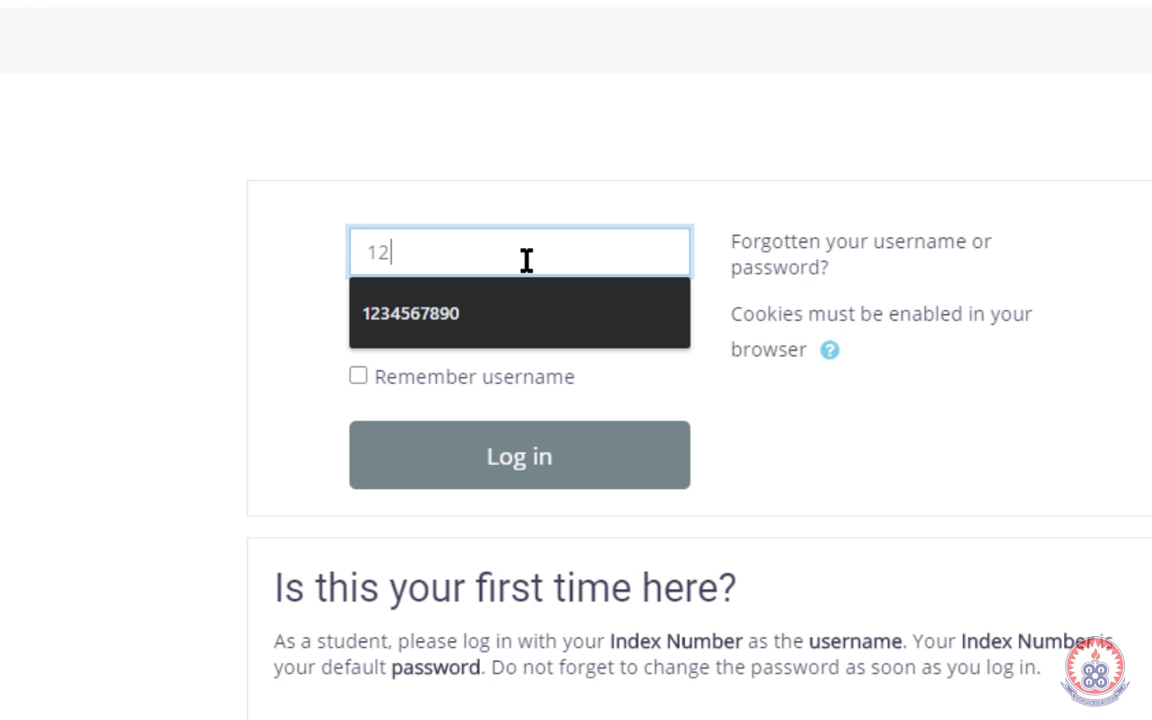 12
1234567890
Remember username
Log in
Forgotten your username or
password?
Cookies must be enabled in your
browser ?
Is this your first time here?
As a student, please log in with your Index Number as the username. Your Index Number is
your default password. Do not forget to change the password as soon as you log in.